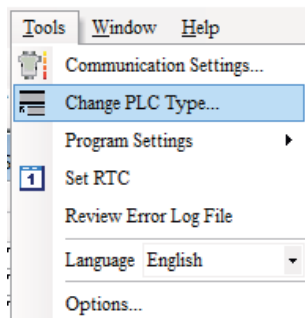 Tools Window Help
Communication Settings...
Change PLC Type...
Program Settings
1 Set RTC
Review Error Log File
Language English
Options...